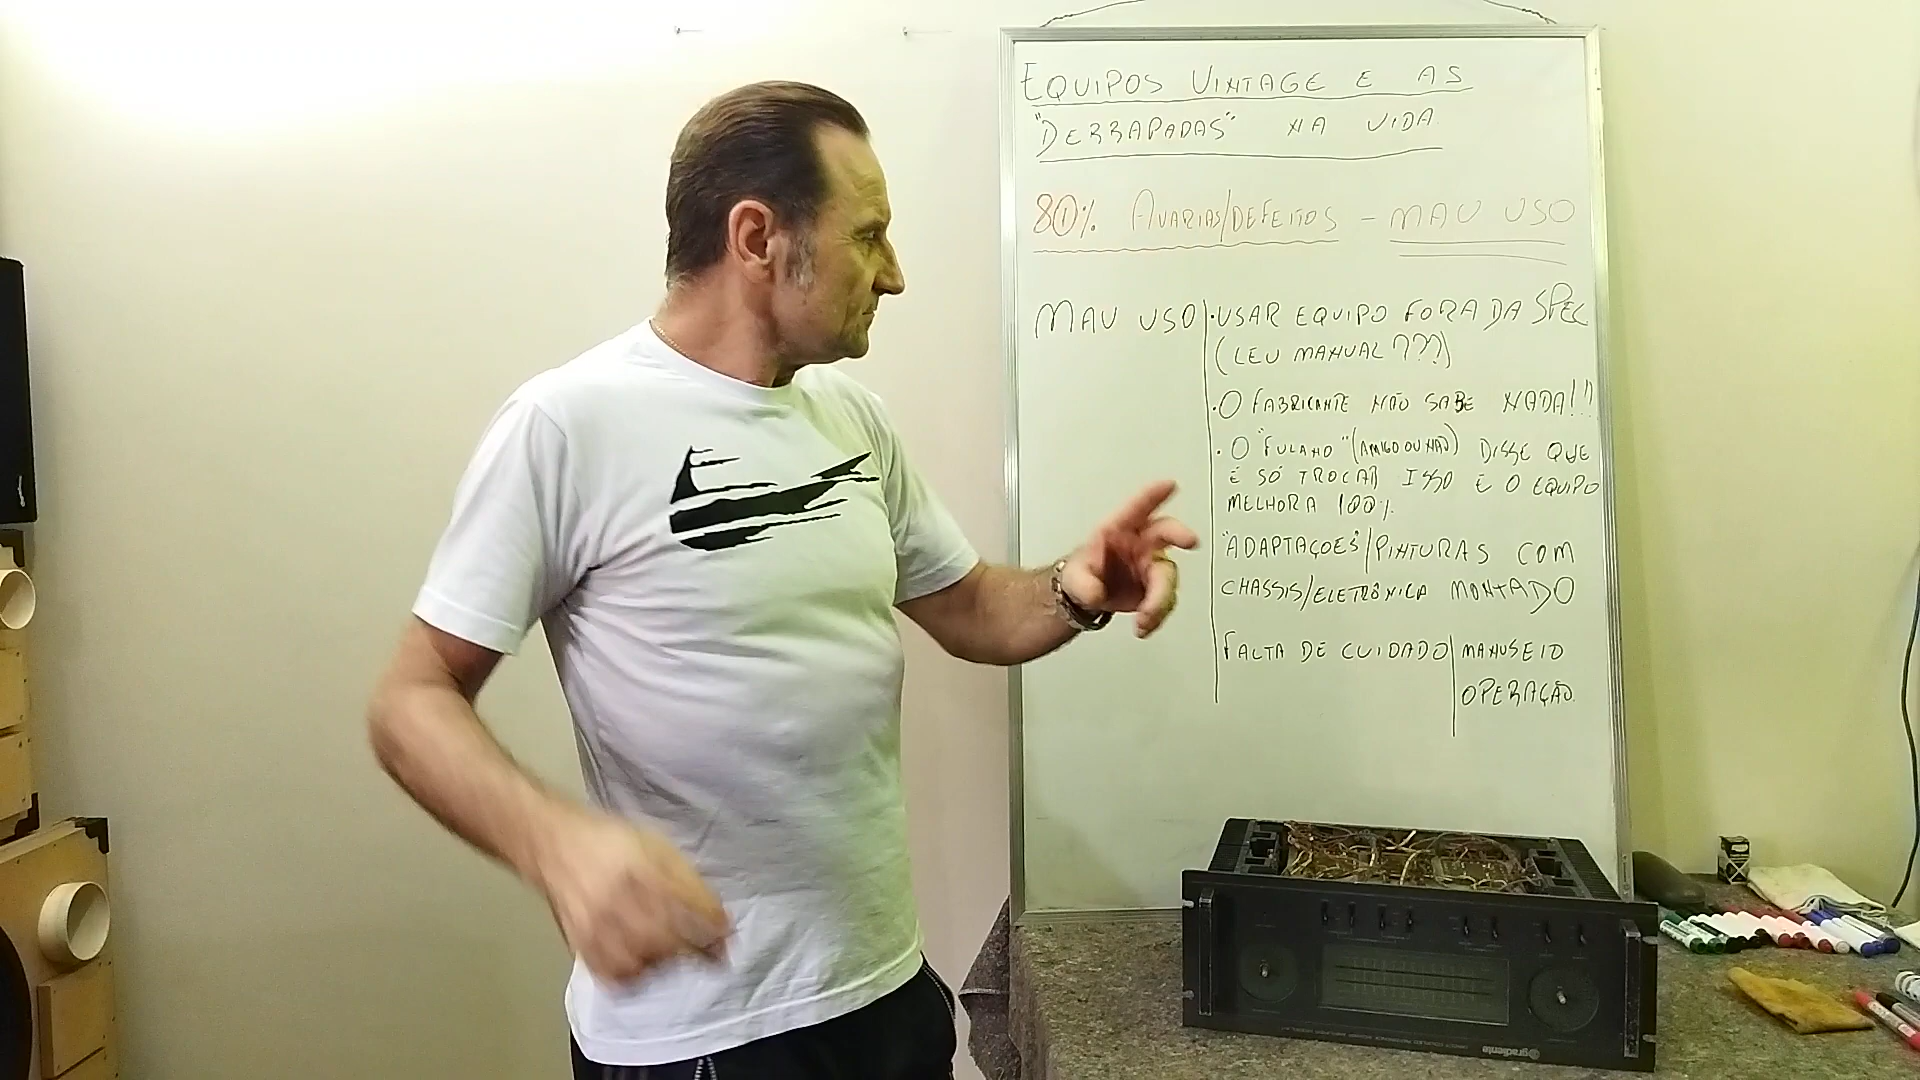 EQUIPOS VINTAGE E AS
"DERRAPADAS" NA VIDA
80% AVARIAS/DEFEITOS - MAU USO
MAU USO
· USAR EQUIPO FORA DA SPEC
(LEU MANUAL ???)
· O FABRICANTE NÃO SABE NADA!!!
· O "FULANO" (AMIGO OU NÃO) DISSE QUE
É SÓ TROCAR ISSO E O EQUIPO
MELHORA 100%.
"ADAPTAÇOES"/PINTURAS COM
CHASSIS/ELETRÔNICA MONTADO
FALTA DE CUIDADO | MANUSEIO
OPERAÇÃO
gradiente